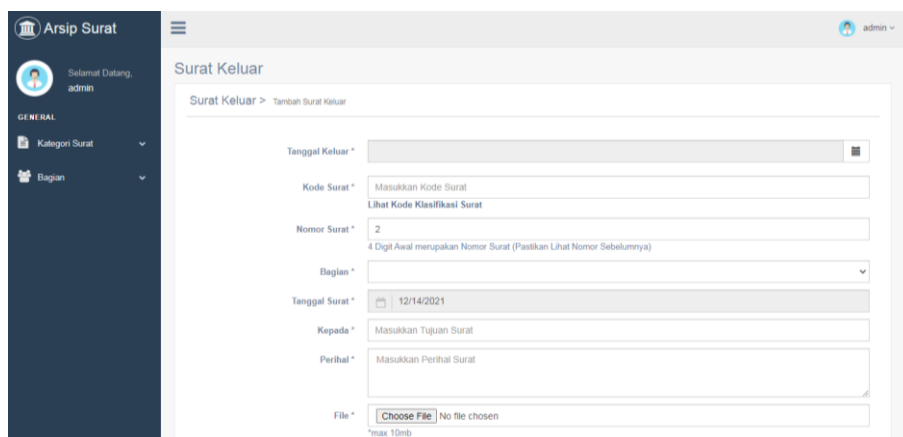 Arsip Surat
admin
Selamat Datang,
admin
GENERAL
Kategori Surat
Bagian
Surat Keluar
Surat Keluar > Tambah Surat Keluar
Tanggal Keluar *
Kode Surat * Masukkan Kode Surat
Lihat Kode Klasifikasi Surat
Nomor Surat * 2
4 Digit Awal merupakan Nomor Surat (Pastikan Lihat Nomor Sebelumnya)
Bagian *
Tanggal Surat * 12/14/2021
Kepada * Masukkan Tujuan Surat
Perihal * Masukkan Perihal Surat
File * Choose File No file chosen
*max 10mb